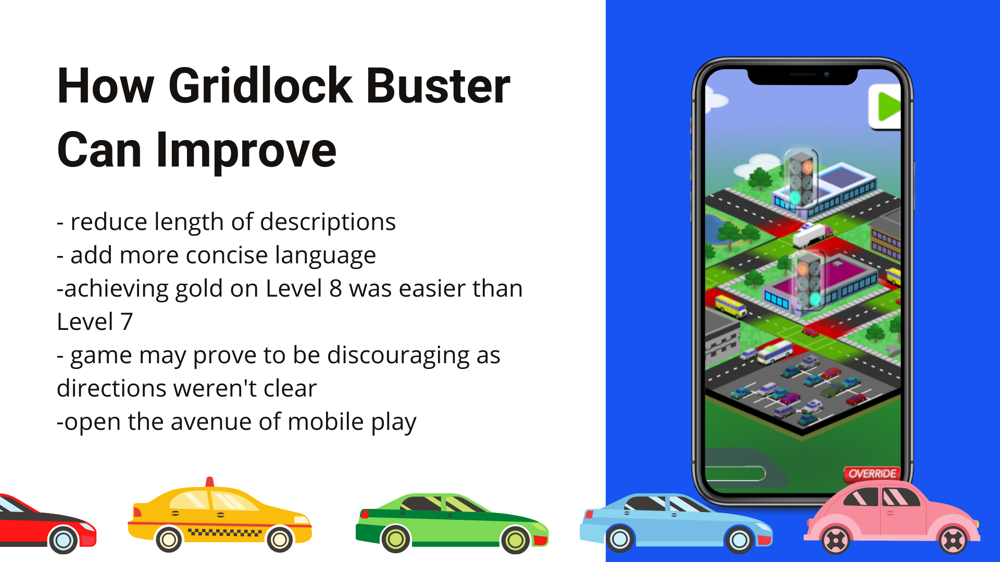 How Gridlock Buster
Can Improve
- reduce length of descriptions
- add more concise language
-achieving gold on Level 8 was easier than
Level 7
- game may prove to be discouraging as
directions weren't clear
-open the avenue of mobile play
OVERRIDE